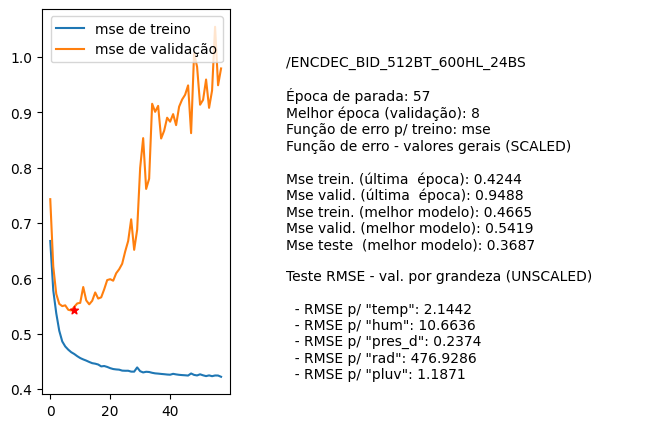 mse de treino
mse de validação
1.0
0.9
0.8
0.7
0.6
0.5
0.4
0
20
40
/ENCDEC_BID_512BT_600HL_24BS
Época de parada: 57
Melhor época (validação): 8
Função de erro p/ treino: mse
Função de erro - valores gerais (SCALED)
Mse trein. (última  época): 0.4244
Mse valid. (última  época): 0.9488
Mse trein. (melhor modelo): 0.4665
Mse valid. (melhor modelo): 0.5419
Mse teste  (melhor modelo): 0.3687
Teste RMSE - val. por grandeza (UNSCALED)
- RMSE p/ "temp": 2.1442
- RMSE p/ "hum": 10.6636
- RMSE p/ "pres_d": 0.2374
- RMSE p/ "rad": 476.9286
- RMSE p/ "pluv": 1.1871